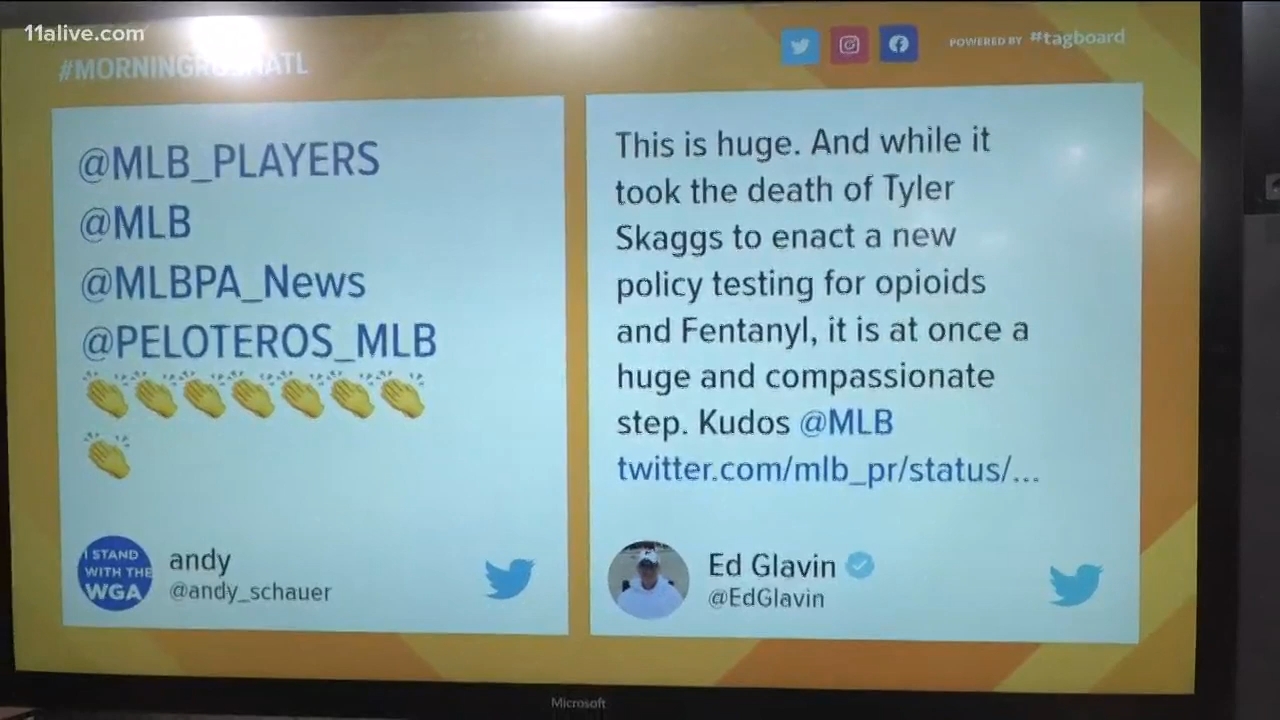 11alive.com
POWERED BY #tagboard
@MLB_PLAYERS
@MLB
@MLBPA_News
@PELOTEROS_MLB
👏👏👏👏👏👏👏
👏
I STAND
WITH THE
WGA
andy
@andy_schauer
This is huge. And while it
took the death of Tyler
Skaggs to enact a new
policy testing for opioids
and Fentanyl, it is at once a
huge and compassionate
step. Kudos @MLB
twitter.com/mlb_pr/status/...
Ed Glavin
@EdGlavin
Microsoft